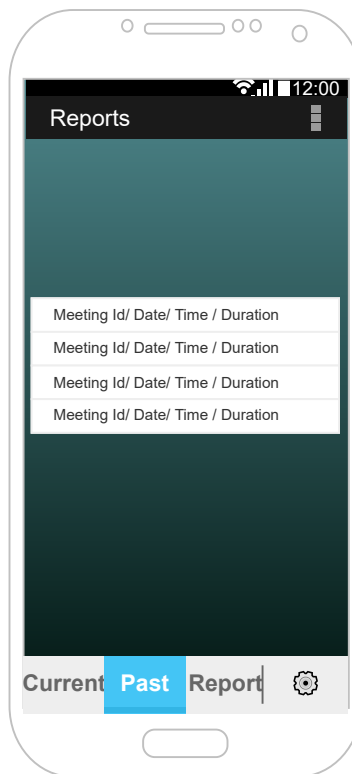 12:00
Reports
Meeting Id/ Date/ Time / Duration
Meeting Id/ Date/ Time / Duration
Meeting Id/ Date/ Time / Duration
Meeting Id/ Date/ Time / Duration
Current Past Report